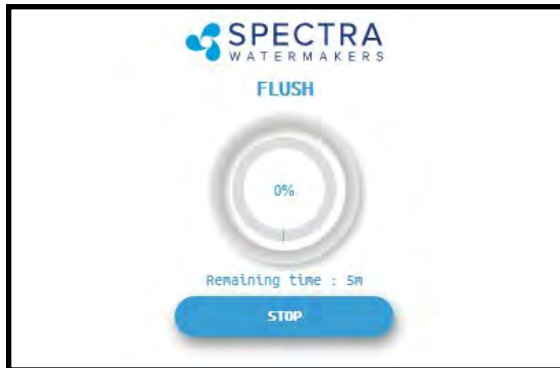 SPECTRA
WATERMAKERS
FLUSH
0%
Remaining time : 5m
STOP